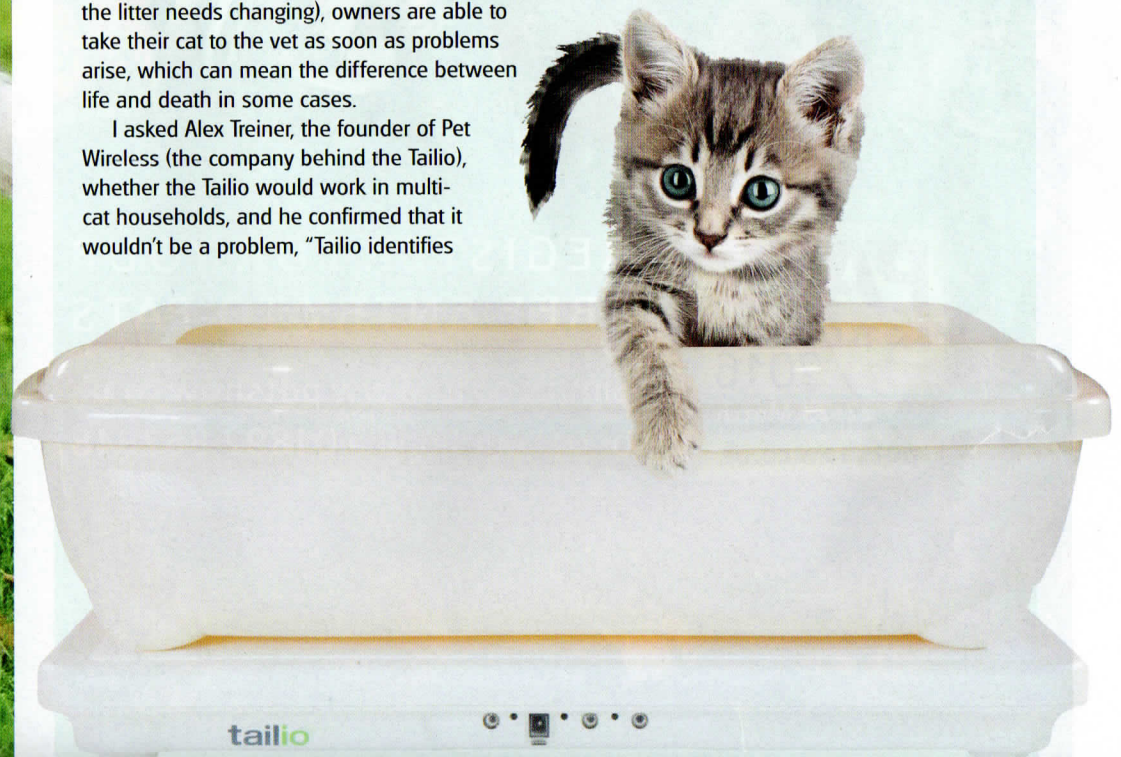 the litter needs changing), owners are able to
take their cat to the vet as soon as problems
arise, which can mean the difference between
life and death in some cases.
I asked Alex Treiner, the founder of Pet
Wireless (the company behind the Tailio),
whether the Tailio would work in multi-
cat households, and he confirmed that it
wouldn't be a problem, “Tailio identifies
tailio